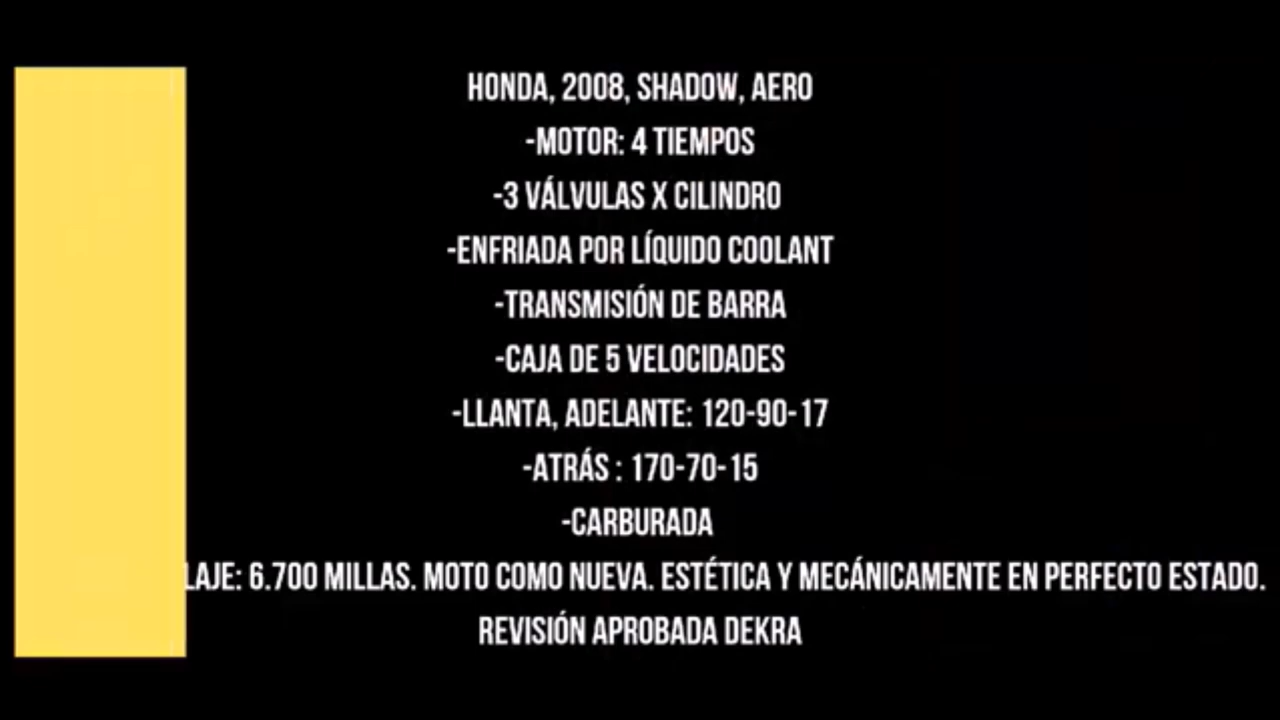 HONDA, 2008, SHADOW, AERO
-MOTOR: 4 TIEMPOS
-3 VÁLVULAS X CILINDRO
-ENFRIADA POR LÍQUIDO COOLANT
-TRANSMISIÓN DE BARRA
-CAJA DE 5 VELOCIDADES
-LLANTA, ADELANTE: 120-90-17
-ATRÁS : 170-70-15
-CARBURADA
LAJE: 6.700 MILLAS. MOTO COMO NUEVA. ESTÉTICA Y MECÁNICAMENTE EN PERFECTO ESTADO.
REVISIÓN APROBADA DEKRA